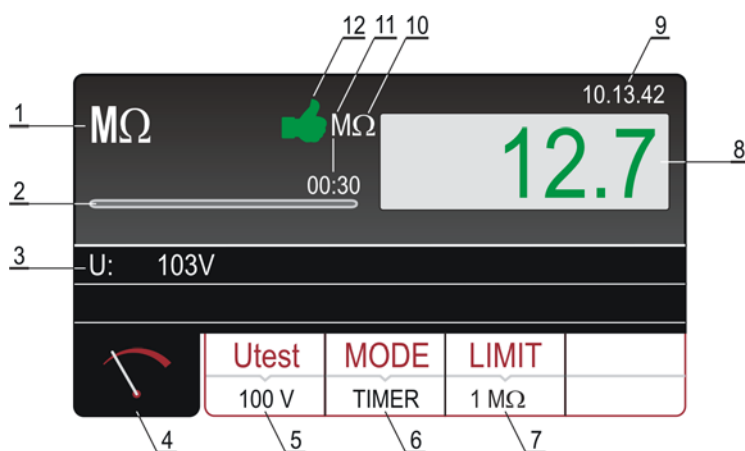 12 11 10 9
10.13.42
1 MΩ MΩ 12.7 8
00:30
2
3 U: 103V
Utest MODE LIMIT
100 V TIMER 1 MΩ
4 5 6 7